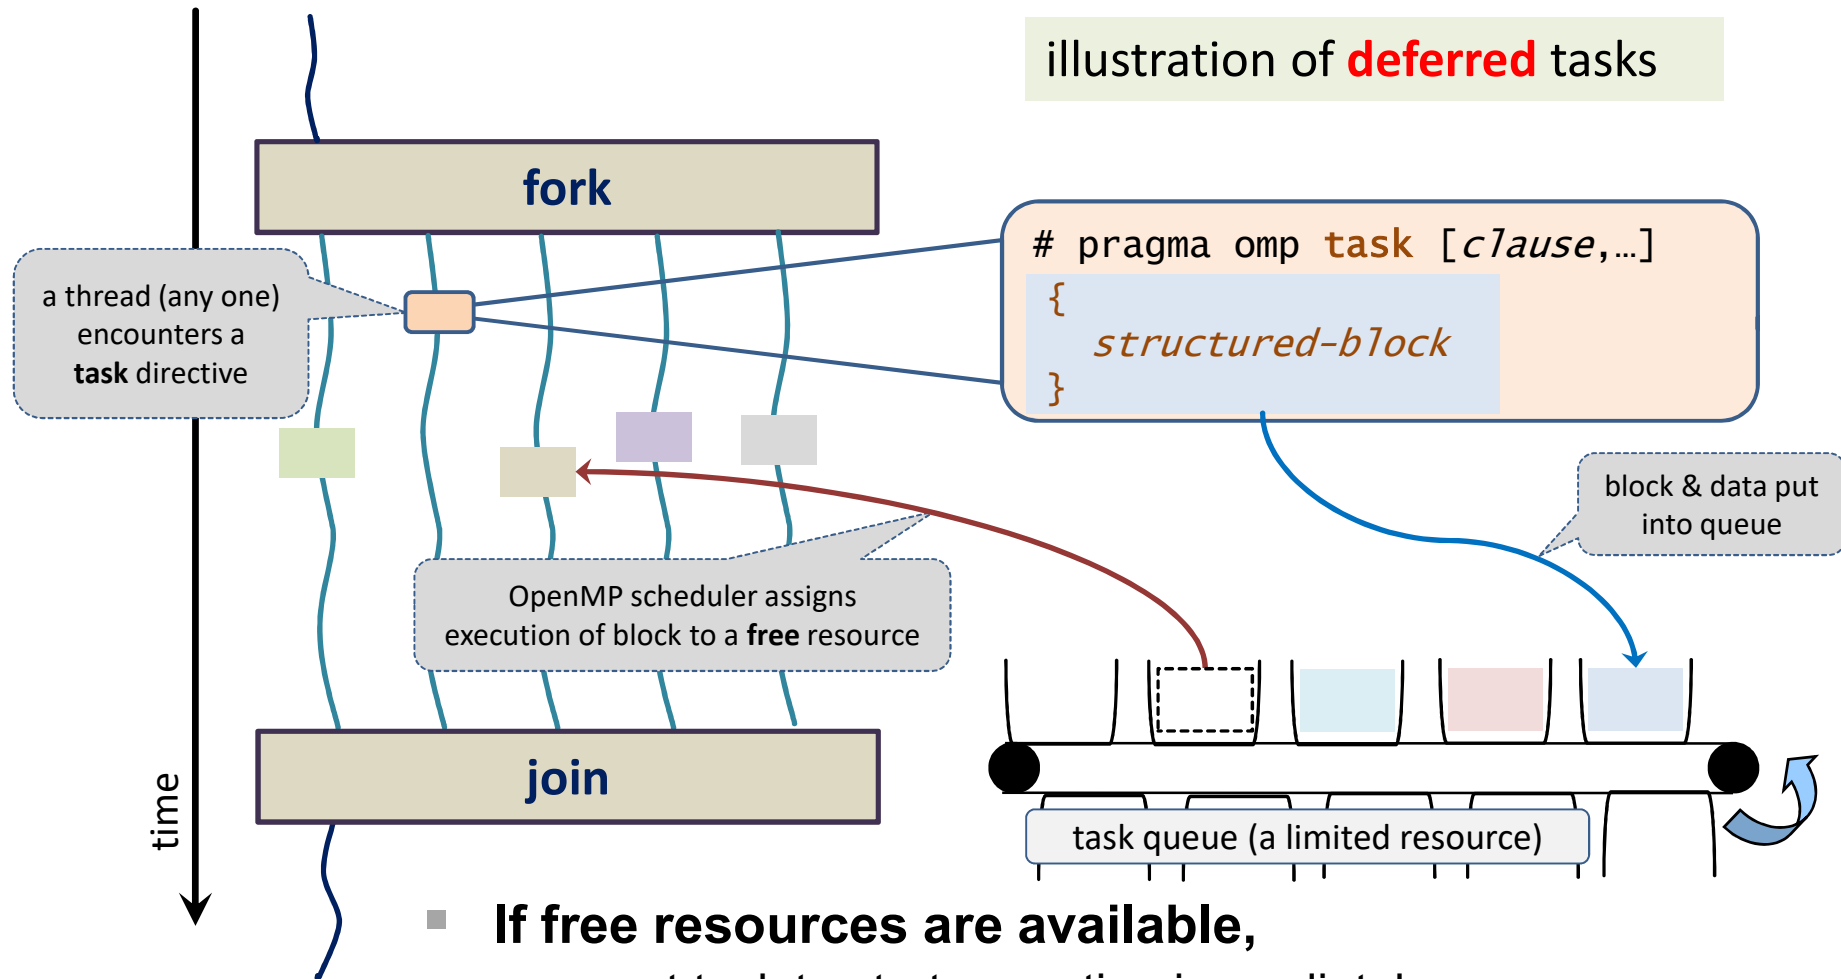 illustration of deferred tasks
fork
# pragma omp task [clause,…]
{
structured-block
}
a thread (any one)
encounters a
task directive
block & data put
into queue
OpenMP scheduler assigns
execution of block to a free resource
join
time
task queue (a limited resource)
If free resources are available,